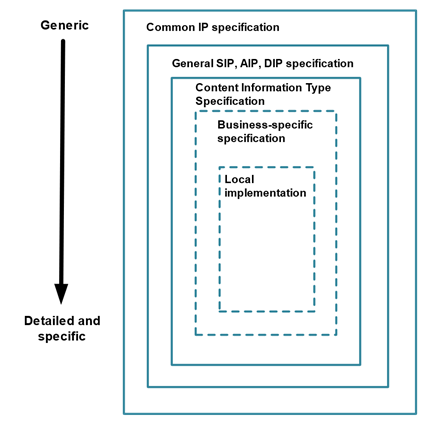 Generic
Common IP specification
General SIP, AIP, DIP specification
Content Information Type
Specification
Business-specific
specification
Local
implementation
Detailed and
specific